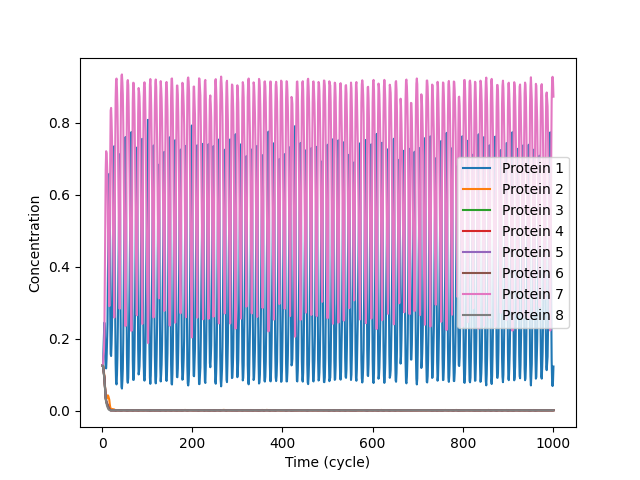 0.8
0.6
0.4
0.2
0.0
Concentration
0
200
400
600
800
1000
Time (cycle)
Protein 1
Protein 2
Protein 3
Protein 4
Protein 5
Protein 6
Protein 7
Protein 8